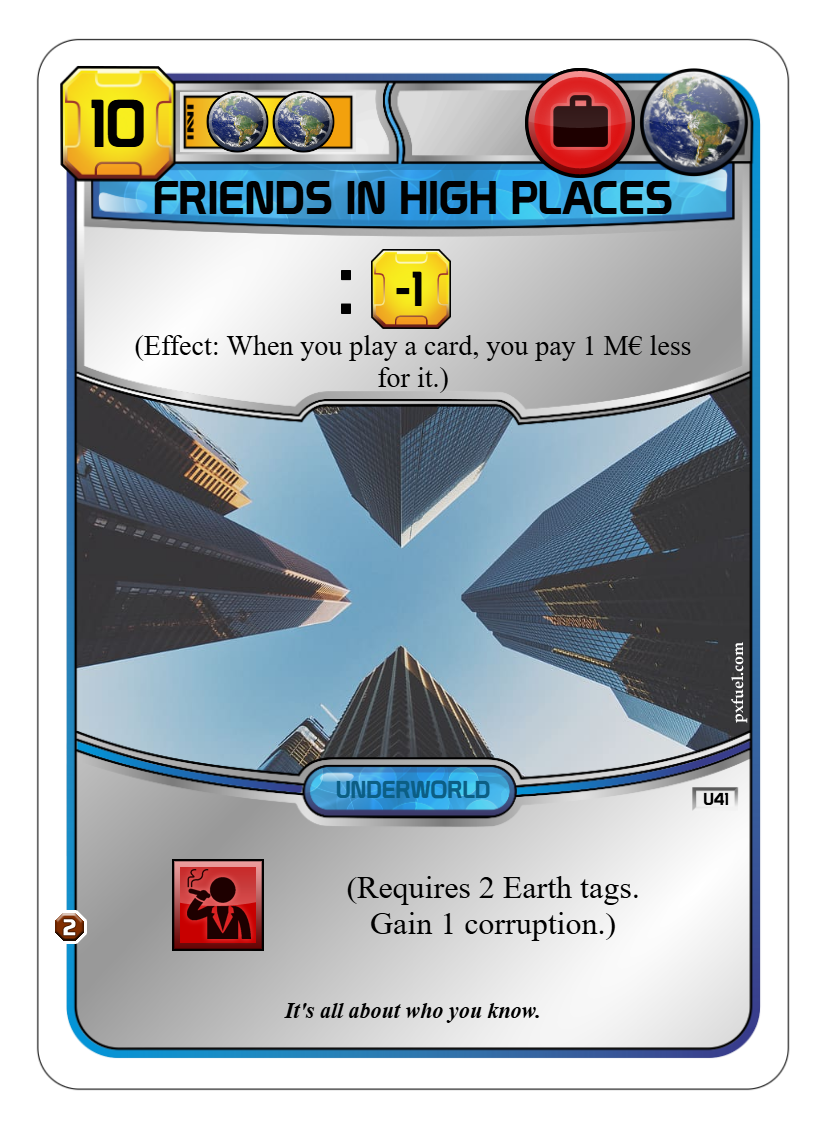 10
FRIENDS IN HIGH PLACES
: -1
(Effect: When you play a card, you pay 1 M€ less
for it.)
pxfuel.com
UNDERWORLD
U41
(Requires 2 Earth tags.
Gain 1 corruption.)
2
It's all about who you know.